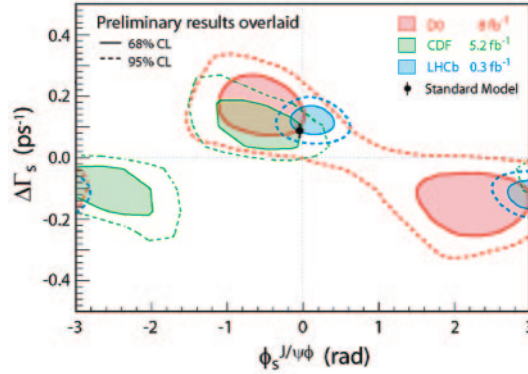 Preliminary results overlaid
68% CL
95% CL
D0 8 fb⁻¹
CDF 5.2 fb⁻¹
LHCb 0.3 fb⁻¹
Standard Model
ΔΓs (ps⁻¹)
0.4
0.2
0.0
-0.2
-0.4
-3 -2 -1 0 1 2 3
ϕs^J/ψϕ (rad)